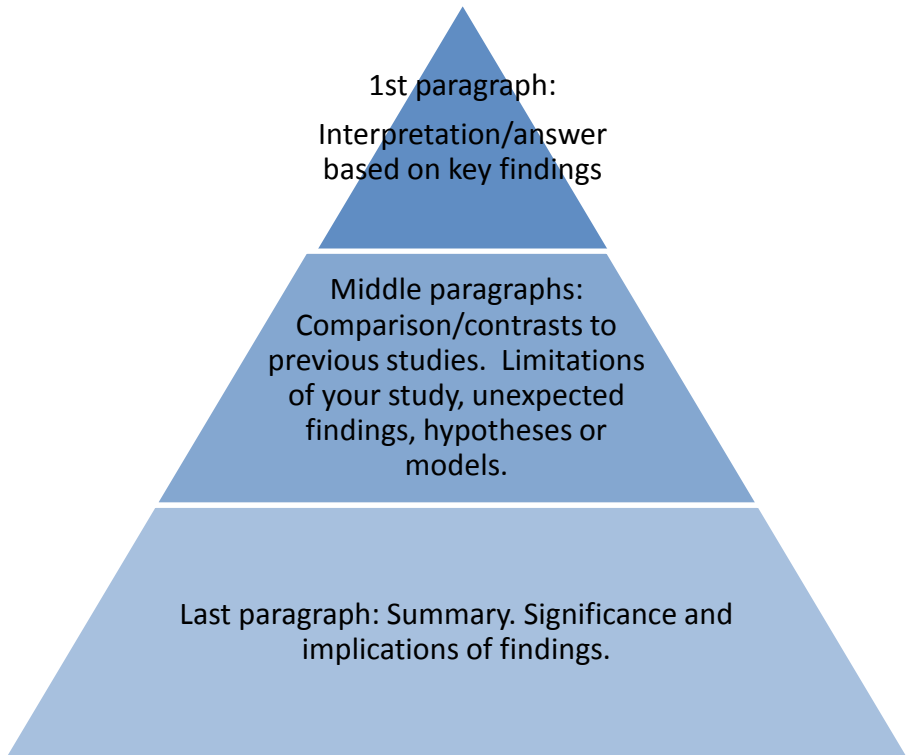 1st paragraph:
Interpretation/answer
based on key findings
Middle paragraphs:
Comparison/contrasts to
previous studies.  Limitations
of your study, unexpected
findings, hypotheses or
models.
Last paragraph: Summary. Significance and
implications of findings.